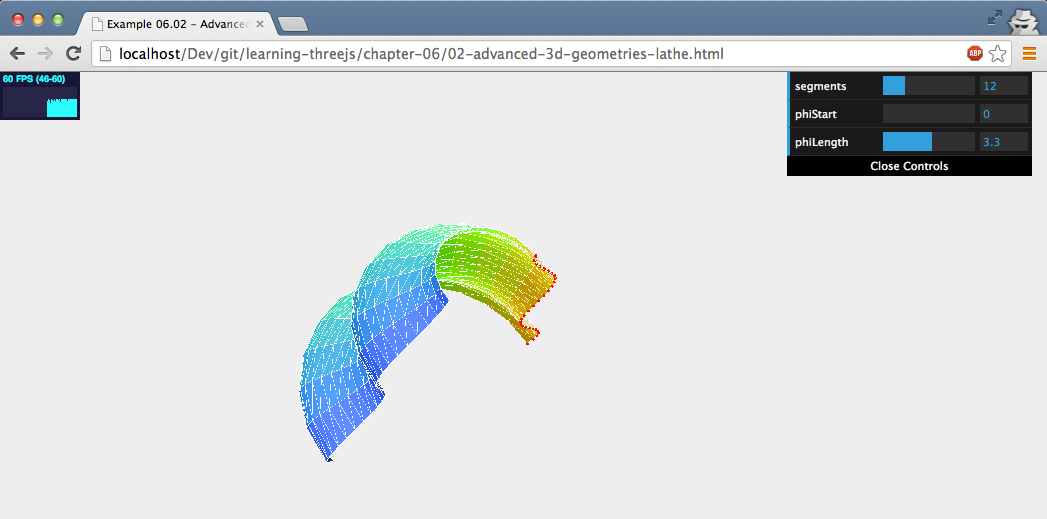 Example 06.02 – Advanced
localhost/Dev/git/learning-threejs/chapter-06/02-advanced-3d-geometries-lathe.html
ABP
60 FPS (46-60)
segments 12
phiStart 0
phiLength 3.3
Close Controls